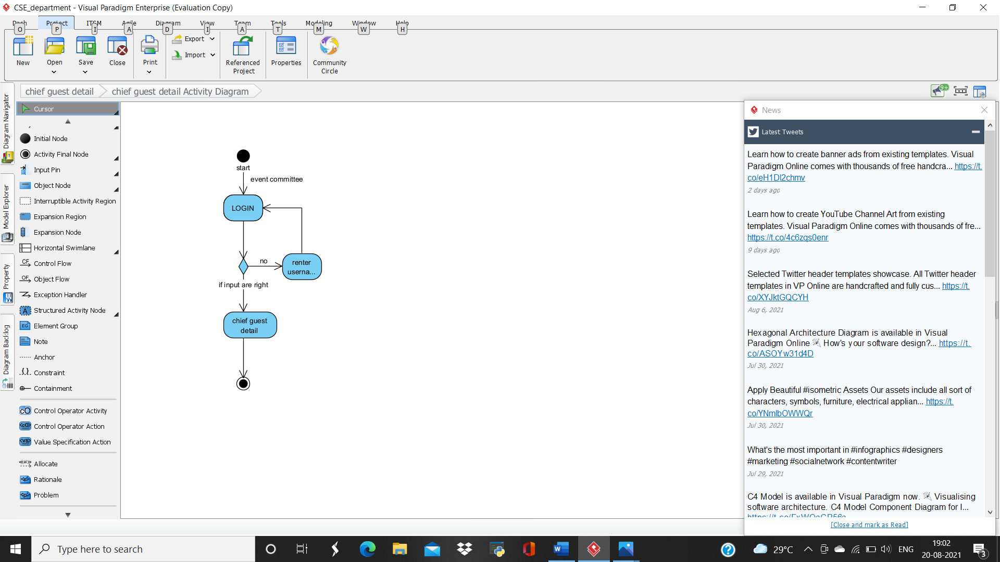 CSE_department - Visual Paradigm Enterprise (Evaluation Copy)
Dash Project ITSM Agile Diagram View Team Tools Modeling Window Help
O P I A D I A T M W H
New
Open
Save
Close
Print
Export
Import
Referenced
Project
Properties
Community
Circle
chief guest detail
chief guest detail Activity Diagram
9+
Diagram Navigator
Model Explorer
Property
Diagram Backlog
Cursor
Initial Node
Activity Final Node
Input Pin
Object Node
Interruptible Activity Region
Expansion Region
Expansion Node
Horizontal Swimlane
CF Control Flow
OF Object Flow
Exception Handler
A Structured Activity Node
EG Element Group
Note
Anchor
{.} Constraint
Containment
cO Control Operator Activity
«cO» Control Operator Action
«VS» Value Specification Action
Allocate
«r» Rationale
«p» Problem
start
event committee
LOGIN
no
renter
userna...
if input are right
chief guest
detail
News
Latest Tweets
Learn how to create banner ads from existing templates. Visual
Paradigm Online comes with thousands of free handcra... https://t.
co/eH1Dl2chmv
2 days ago
Learn how to create YouTube Channel Art from existing
templates. Visual Paradigm Online comes with thousands of fre...
https://t.co/4c6zqs0enr
9 days ago
Selected Twitter header templates showcase. All Twitter header
templates in VP Online are handcrafted and fully cus... https://t.
co/XYJktGQCYH
Aug 6, 2021
Hexagonal Architecture Diagram is available in Visual
Paradigm Online How's your software design?... https://t.
co/ASOYw31d4D
Jul 30, 2021
Apply Beautiful #isometric Assets Our assets include all sort of
characters, symbols, furniture, electrical applian... https://t.
co/YNmlbOWWQr
Jul 30, 2021
What's the most important in #infographics #designers
#marketing #socialnetwork #contentwriter
Jul 29, 2021
C4 Model is available in Visual Paradigm now. Visualising
software architecture. C4 Model Component Diagram for I...
[Close and mark as Read]
Type here to search
29°C
ENG
19:02
20-08-2021
3